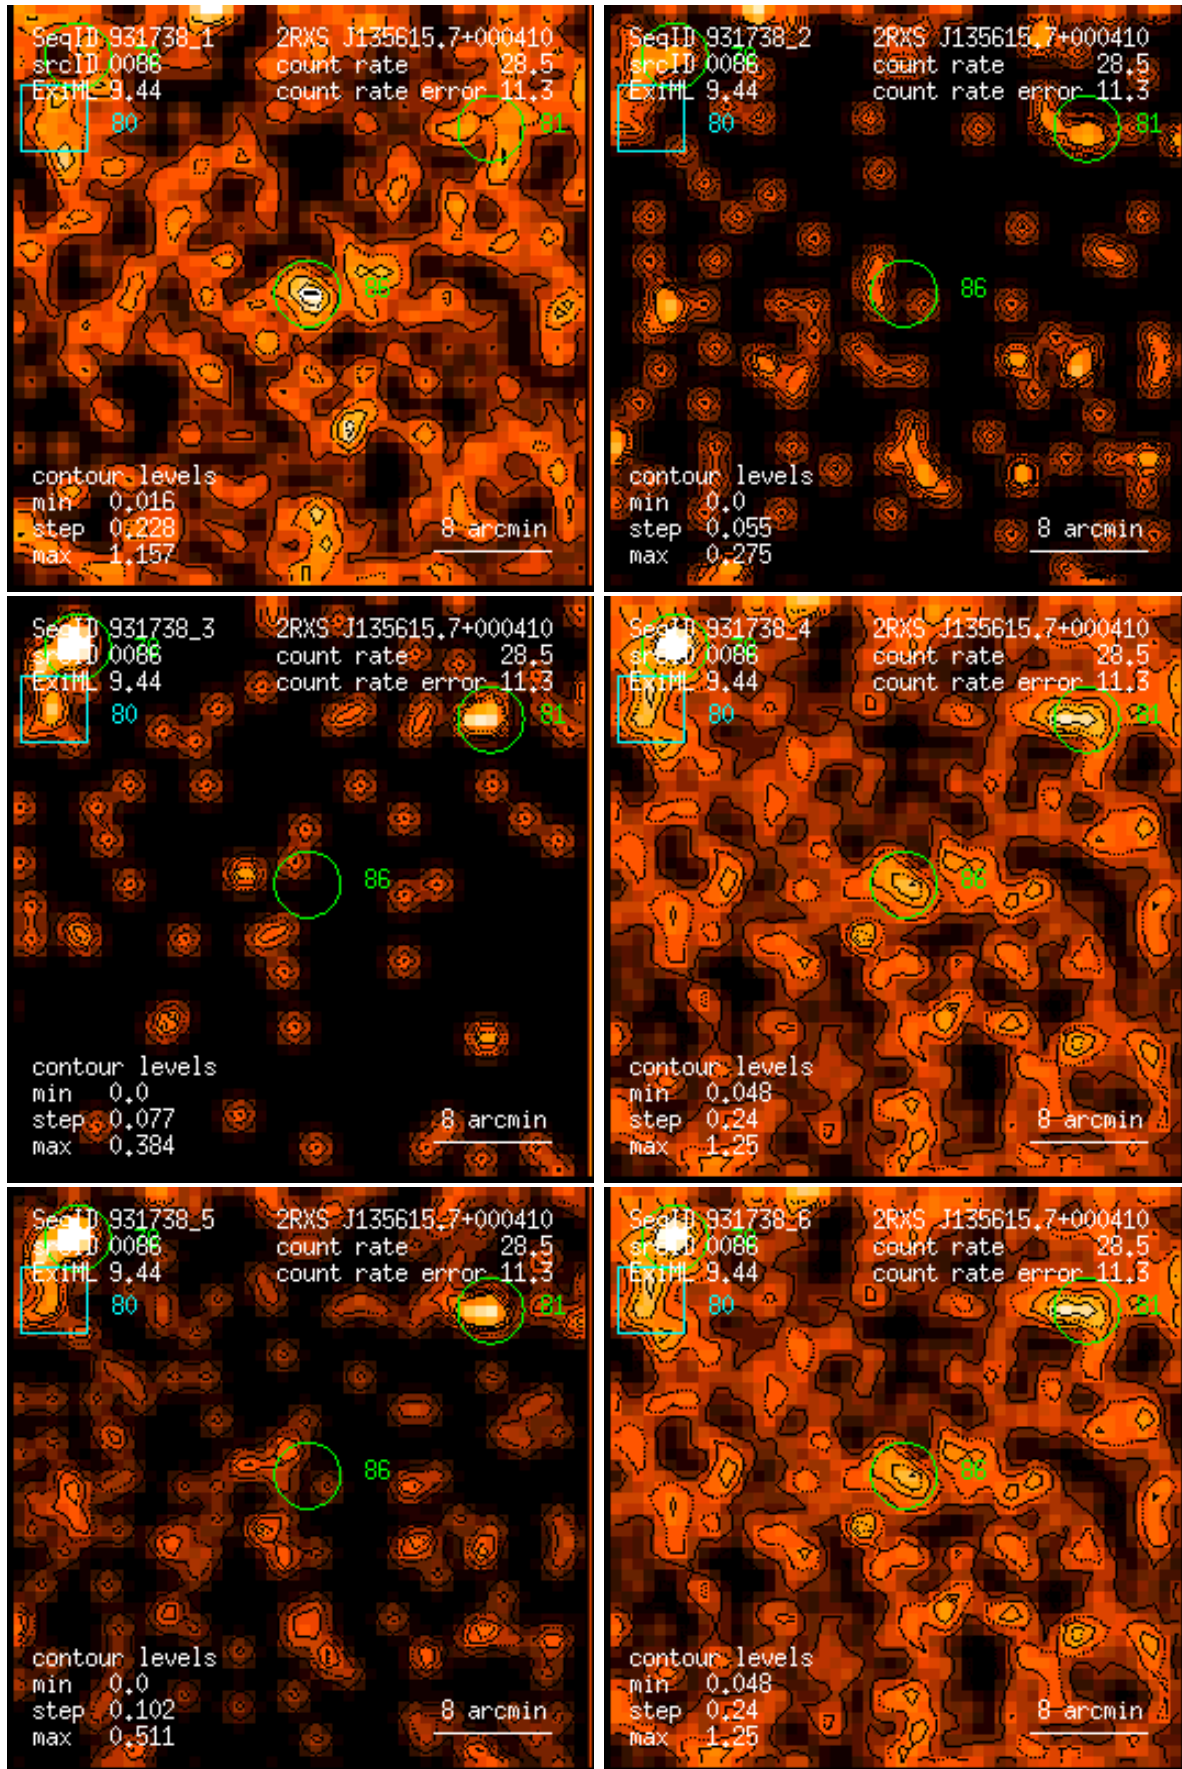 SeqID 931738_1 2RXS J135615.7+000410
srcID 0086 count rate 28.5
ExiML 9.44 count rate error 11.3
80
81
86
contour levels
min 0.016
step 0.228
max 1.157
8 arcmin
SeqID 931738_2 2RXS J135615.7+000410
srcID 0086 count rate 28.5
ExiML 9.44 count rate error 11.3
80
81
86
contour levels
min 0.0
step 0.055
max 0.275
8 arcmin
SeqID 931738_3 2RXS J135615.7+000410
srcID 0086 count rate 28.5
ExiML 9.44 count rate error 11.3
80
81
86
contour levels
min 0.0
step 0.077
max 0.384
8 arcmin
SeqID 931738_4 2RXS J135615.7+000410
srcID 0086 count rate 28.5
ExiML 9.44 count rate error 11.3
80
81
86
contour levels
min 0.048
step 0.24
max 1.25
8 arcmin
SeqID 931738_5 2RXS J135615.7+000410
srcID 0086 count rate 28.5
ExiML 9.44 count rate error 11.3
80
81
86
contour levels
min 0.0
step 0.102
max 0.511
8 arcmin
SeqID 931738_6 2RXS J135615.7+000410
srcID 0086 count rate 28.5
ExiML 9.44 count rate error 11.3
80
81
86
contour levels
min 0.048
step 0.24
max 1.25
8 arcmin